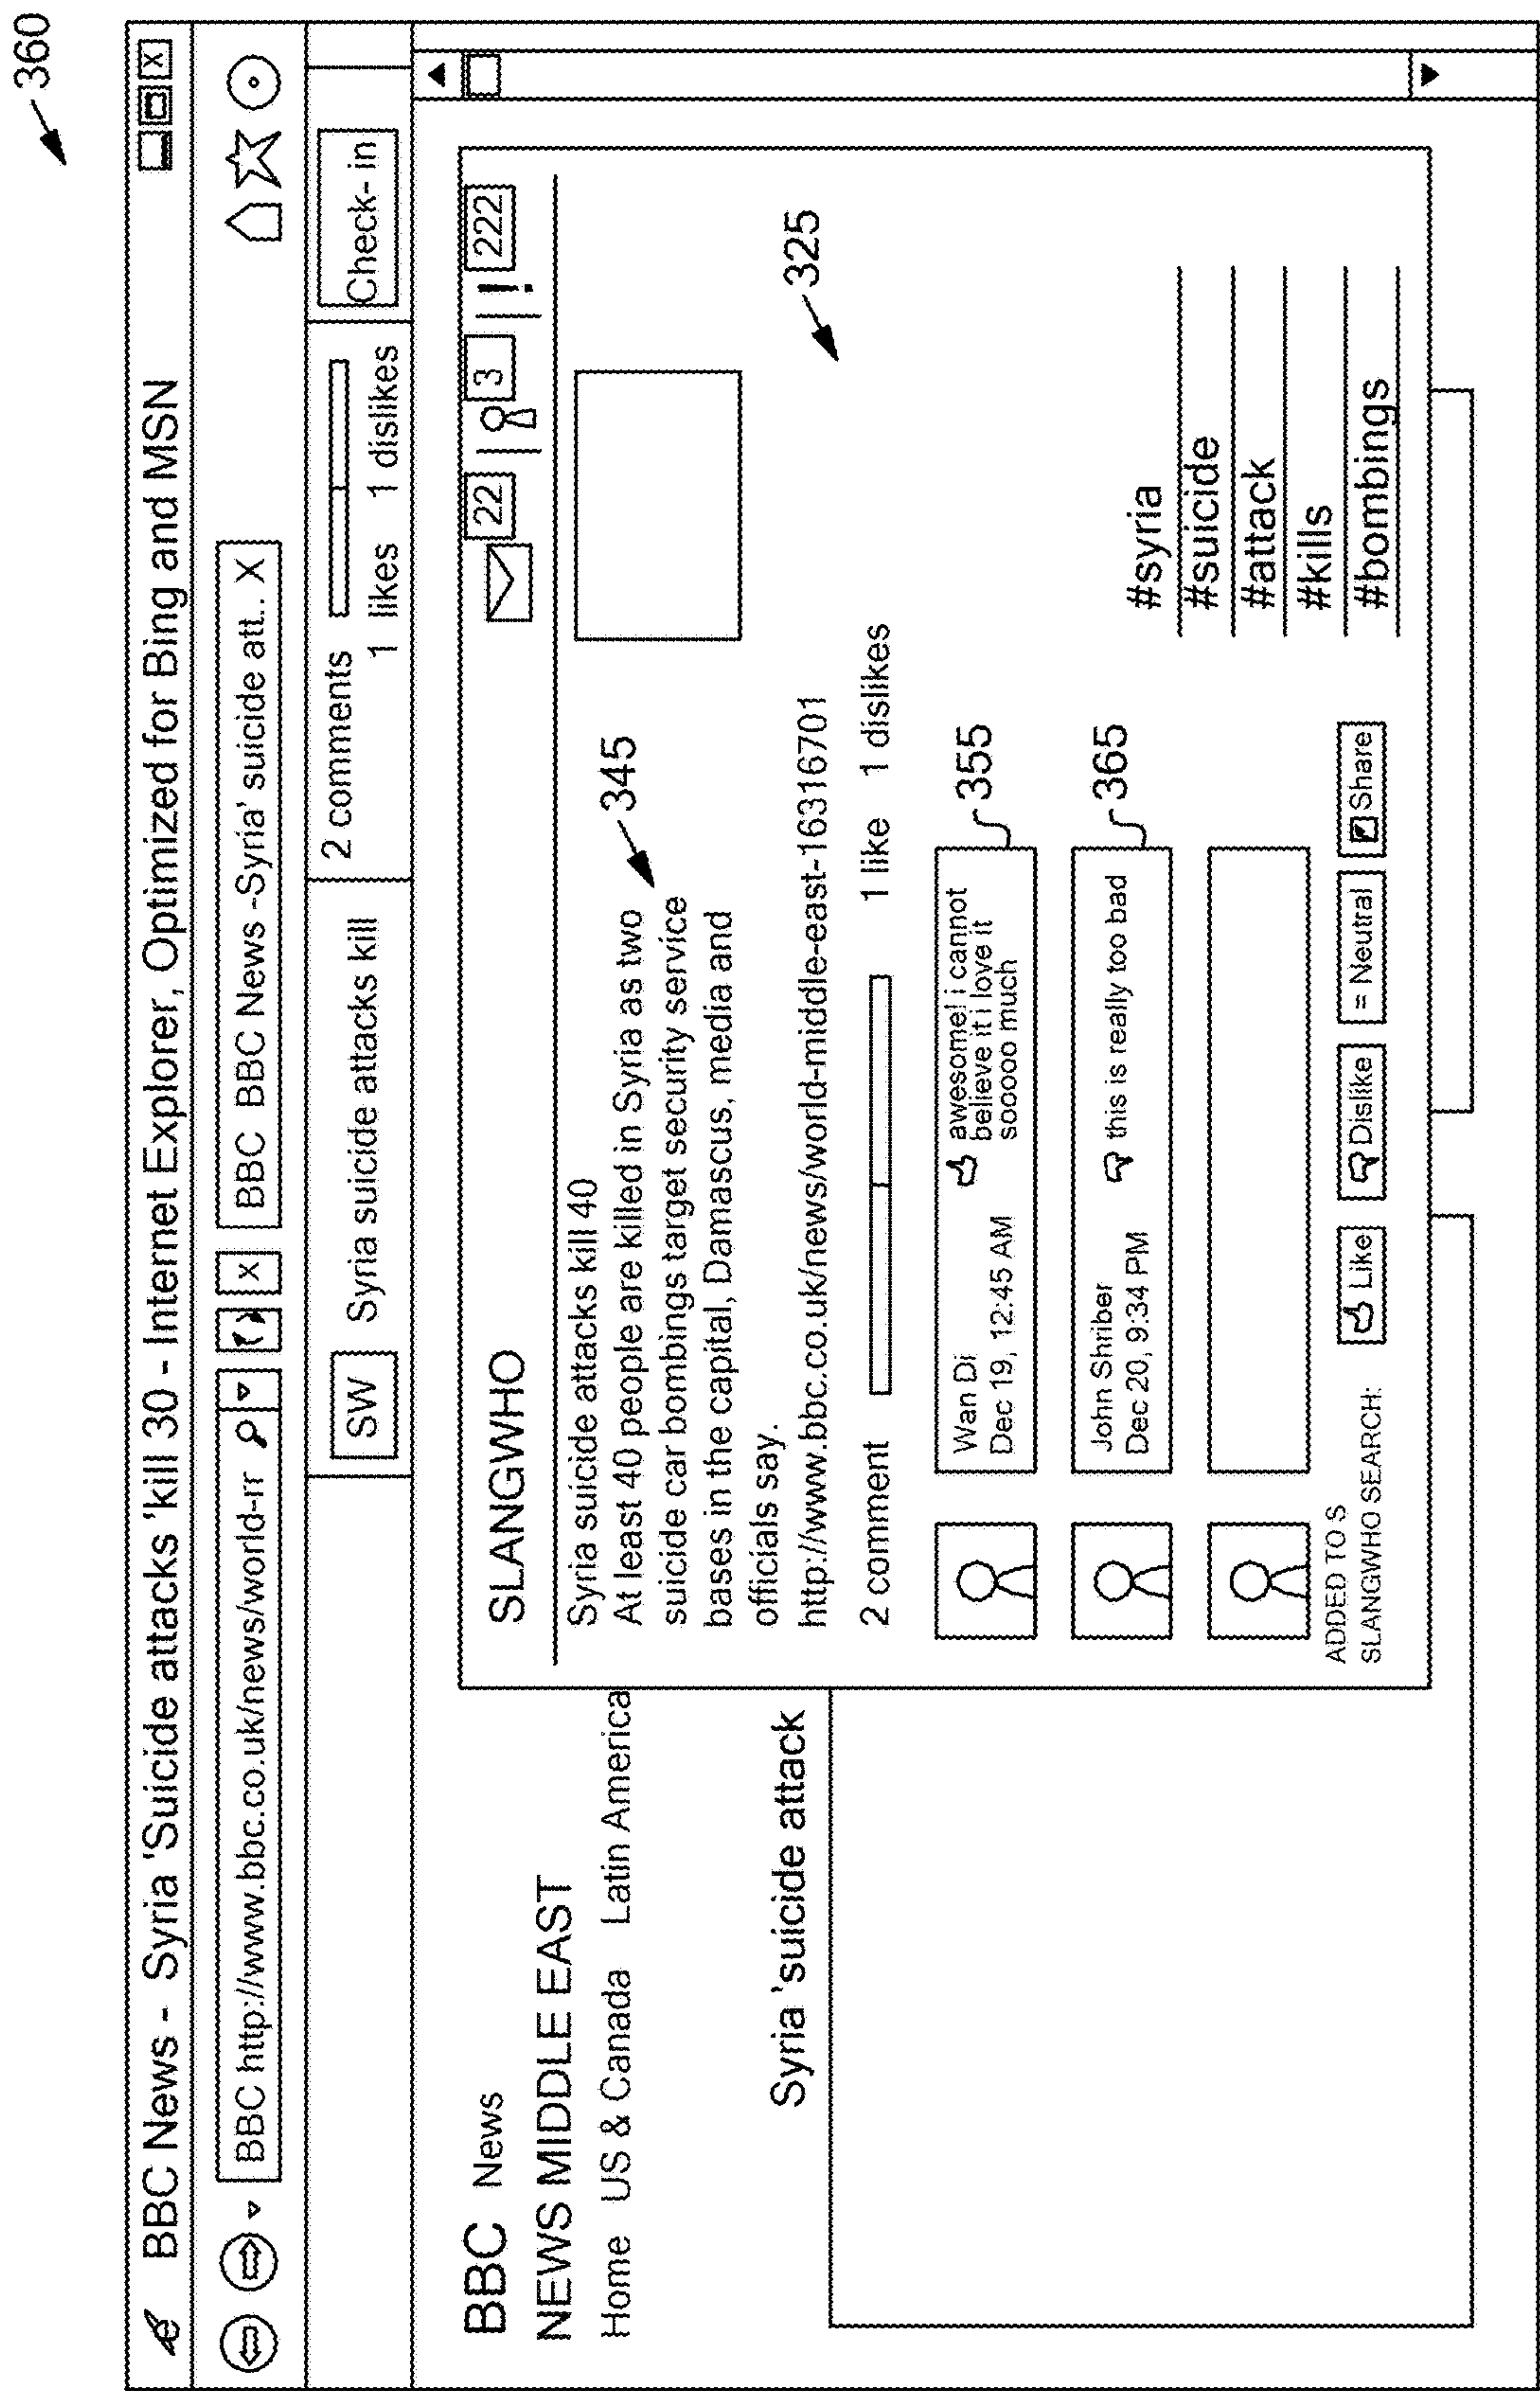 360
BBC News - Syria 'Suicide attacks 'kill 30 - Internet Explorer, Optimized for Bing and MSN
X
BBC http://www.bbc.co.uk/news/world-rr
X
BBC BBC News -Syria' suicide att.. X
SW
Syria suicide attacks kill
2 comments
1 likes 1 dislikes
Check- in
BBC News
NEWS MIDDLE EAST
Home US & Canada Latin America
Syria 'suicide attack
SLANGWHO
22
3
! 222
Syria suicide attacks kill 40
At least 40 people are killed in Syria as two
suicide car bombings target security service
bases in the capital, Damascus, media and
officials say.
http://www.bbc.co.uk/news/world-middle-east-16316701
345
325
2 comment
1 like 1 dislikes
Wan Di
Dec 19, 12:45 AM
awesome! i cannot
believe it i love it
sooooo much
355
John Shriber
Dec 20, 9:34 PM
this is really too bad
365
ADDED TO S
SLANGWHO SEARCH:
Like
Dislike
= Neutral
Share
#syria
#suicide
#attack
#kills
#bombings